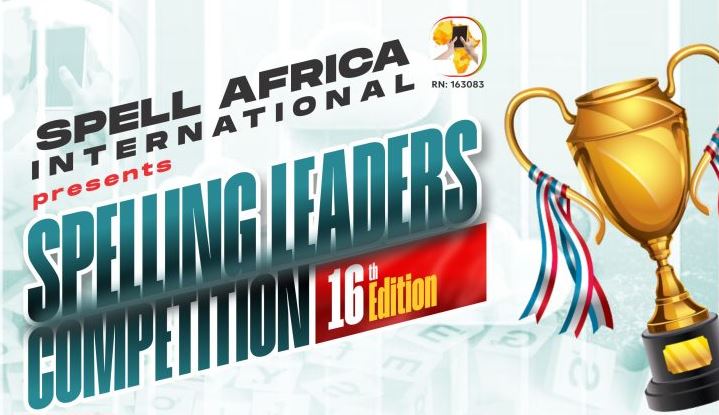 SPELL AFRICA
INTERNATIONAL
RN: 163083
presents
SPELLING LEADERS
COMPETITION
16th Edition